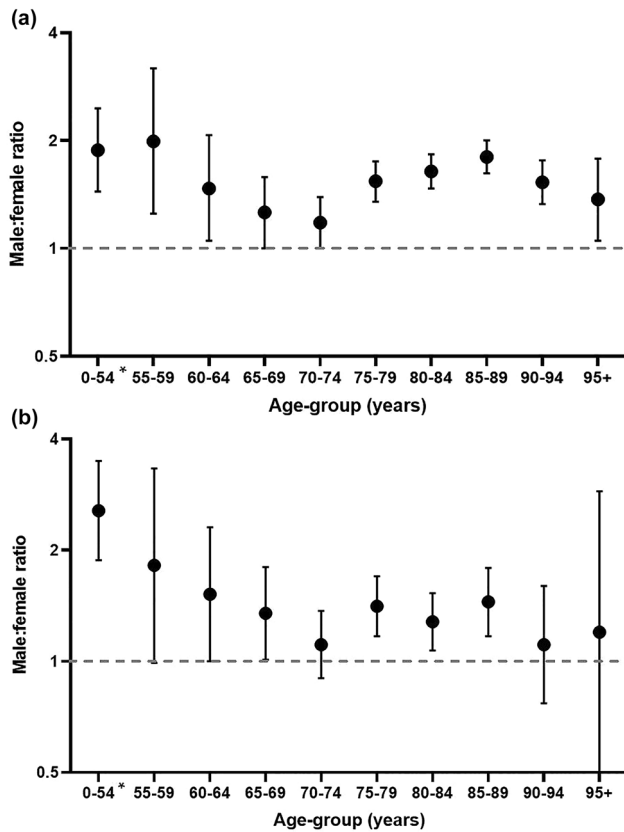 (a)
4
2
1
0.5
Male:female ratio
0-54 * 55-59 60-64 65-69 70-74 75-79 80-84 85-89 90-94 95+
Age-group (years)
(b)
4
2
1
0.5
Male:female ratio
0-54 * 55-59 60-64 65-69 70-74 75-79 80-84 85-89 90-94 95+
Age-group (years)